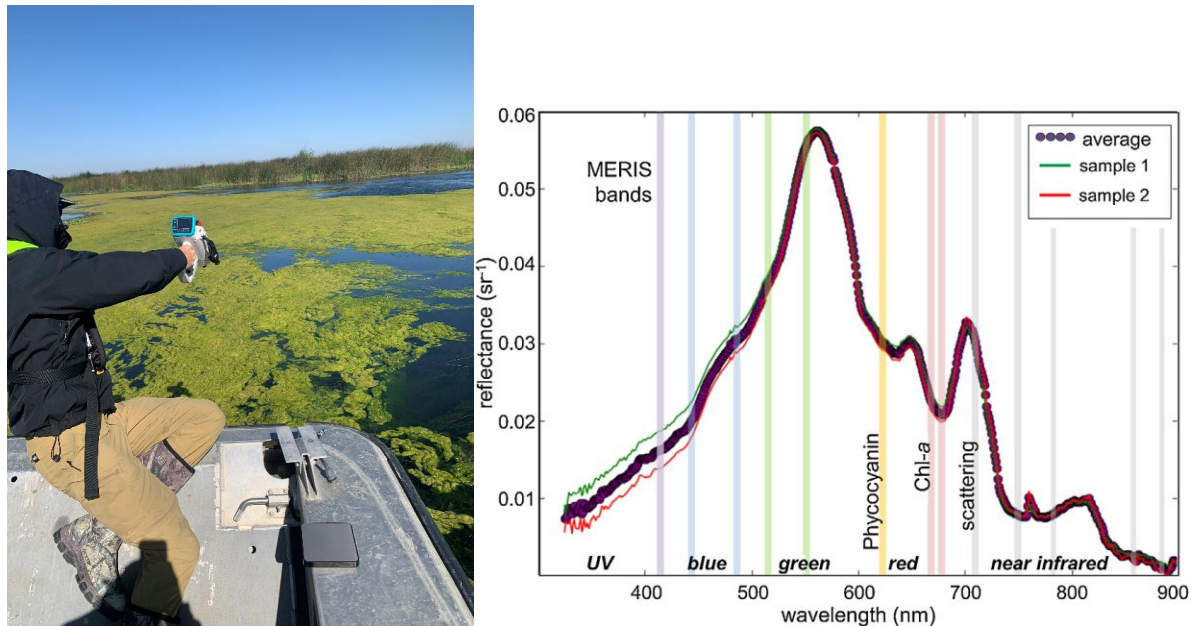 0.06
0.05
0.04
0.03
0.02
0.01
reflectance (sr⁻¹)
MERIS
bands
average
sample 1
sample 2
Phycocyanin
Chl-a
scattering
UV
blue
green
red
near infrared
400
500
600
700
800
900
wavelength (nm)